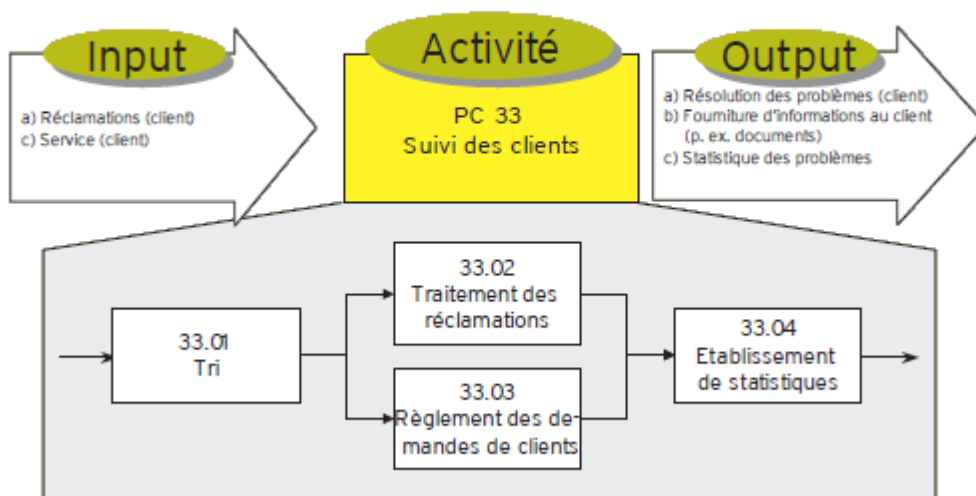 Input
a) Réclamations (client)
c) Service (client)
Activité
PC 33
Suivi des clients
Output
a) Résolution des problèmes (client)
b) Fourniture d'informations au client
(p. ex. documents)
c) Statistique des problèmes
33.01
Tri
33.02
Traitement des
réclamations
33.03
Règlement des de-
mandes de clients
33.04
Etablissement
de statistiques